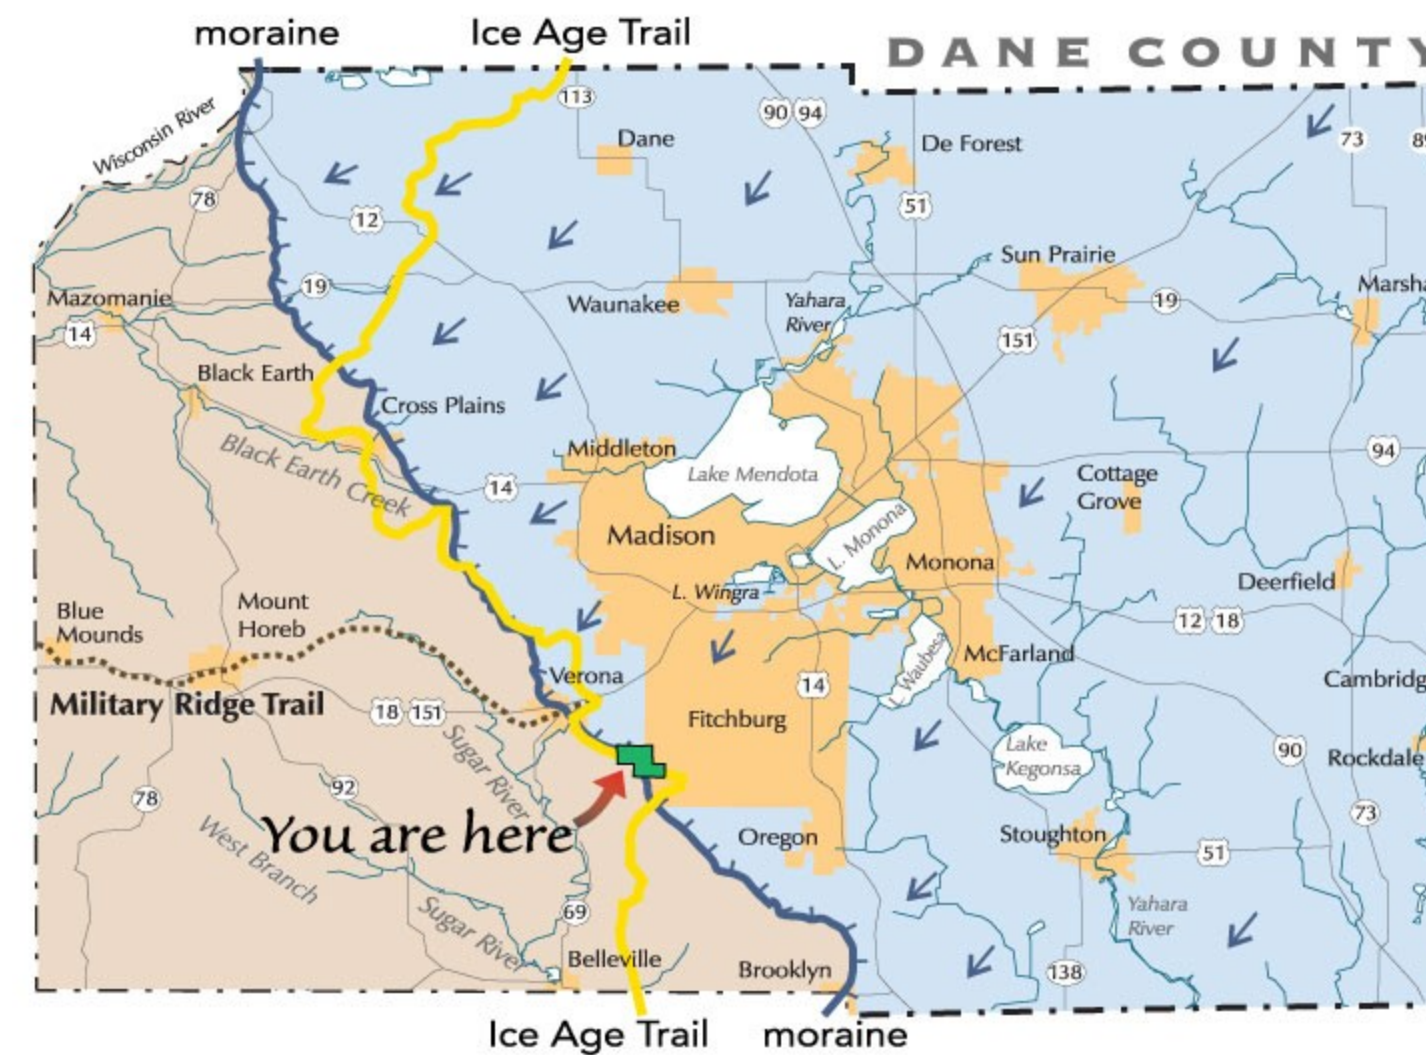 moraine
Ice Age Trail
DANE COUNTY
Wisconsin River
113
90 94
Dane
De Forest
73
78
12
51
Sun Prairie
19
Mazomanie
Waunakee
Yahara
River
19
Marsha
14
151
Black Earth
Cross Plains
Black Earth Creek
Middleton
Lake Mendota
94
14
Cottage
Grove
Madison
L. Monona
Monona
L. Wingra
Deerfield
Blue
Mounds
Mount
Horeb
12 18
Waubesa
McFarland
Verona
14
Cambridg
Military Ridge Trail
18 151
Fitchburg
Sugar River
Lake
Kegonsa
90
Rockdale
78
92
73
You are here
West Branch
Oregon
Stoughton
51
Sugar River
69
Yahara
River
Belleville
Brooklyn
138
Ice Age Trail
moraine